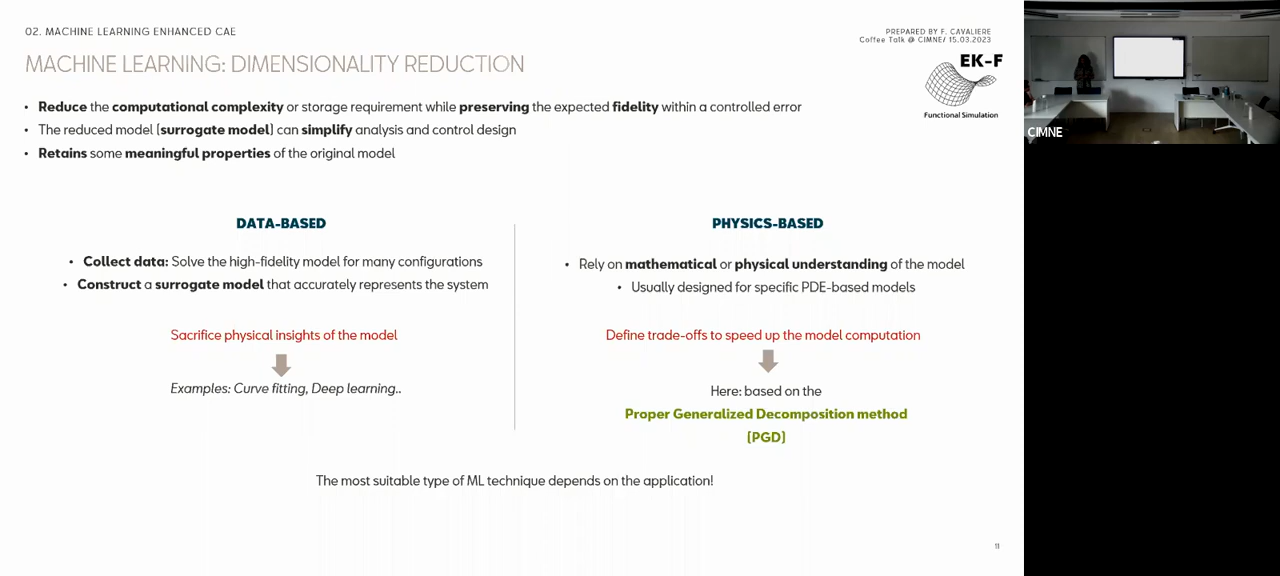 02. MACHINE LEARNING ENHANCED CAE
PREPARED BY F. CAVALIERE
Coffee Talk @ CIMNE/ 15.03.2023
MACHINE LEARNING: DIMENSIONALITY REDUCTION
EK-F
Functional Simulation
• Reduce the computational complexity or storage requirement while preserving the expected fidelity within a controlled error
• The reduced model [surrogate model] can simplify analysis and control design
• Retains some meaningful properties of the original model
CIMNE
DATA-BASED
• Collect data: Solve the high-fidelity model for many configurations
• Construct a surrogate model that accurately represents the system
Sacrifice physical insights of the model
Examples: Curve fitting, Deep learning..
PHYSICS-BASED
• Rely on mathematical or physical understanding of the model
• Usually designed for specific PDE-based models
Define trade-offs to speed up the model computation
Here: based on the
Proper Generalized Decomposition method
(PGD)
The most suitable type of ML technique depends on the application!
11